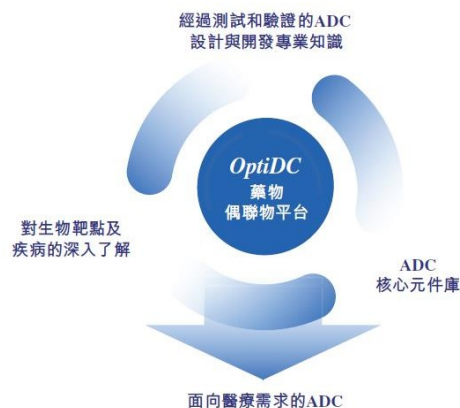 經過測試和驗證的ADC
設計與開發專業知識
OptiDC
藥物
偶聯物平台
對生物靶點及
疾病的深入了解
ADC
核心元件庫
面向醫療需求的ADC